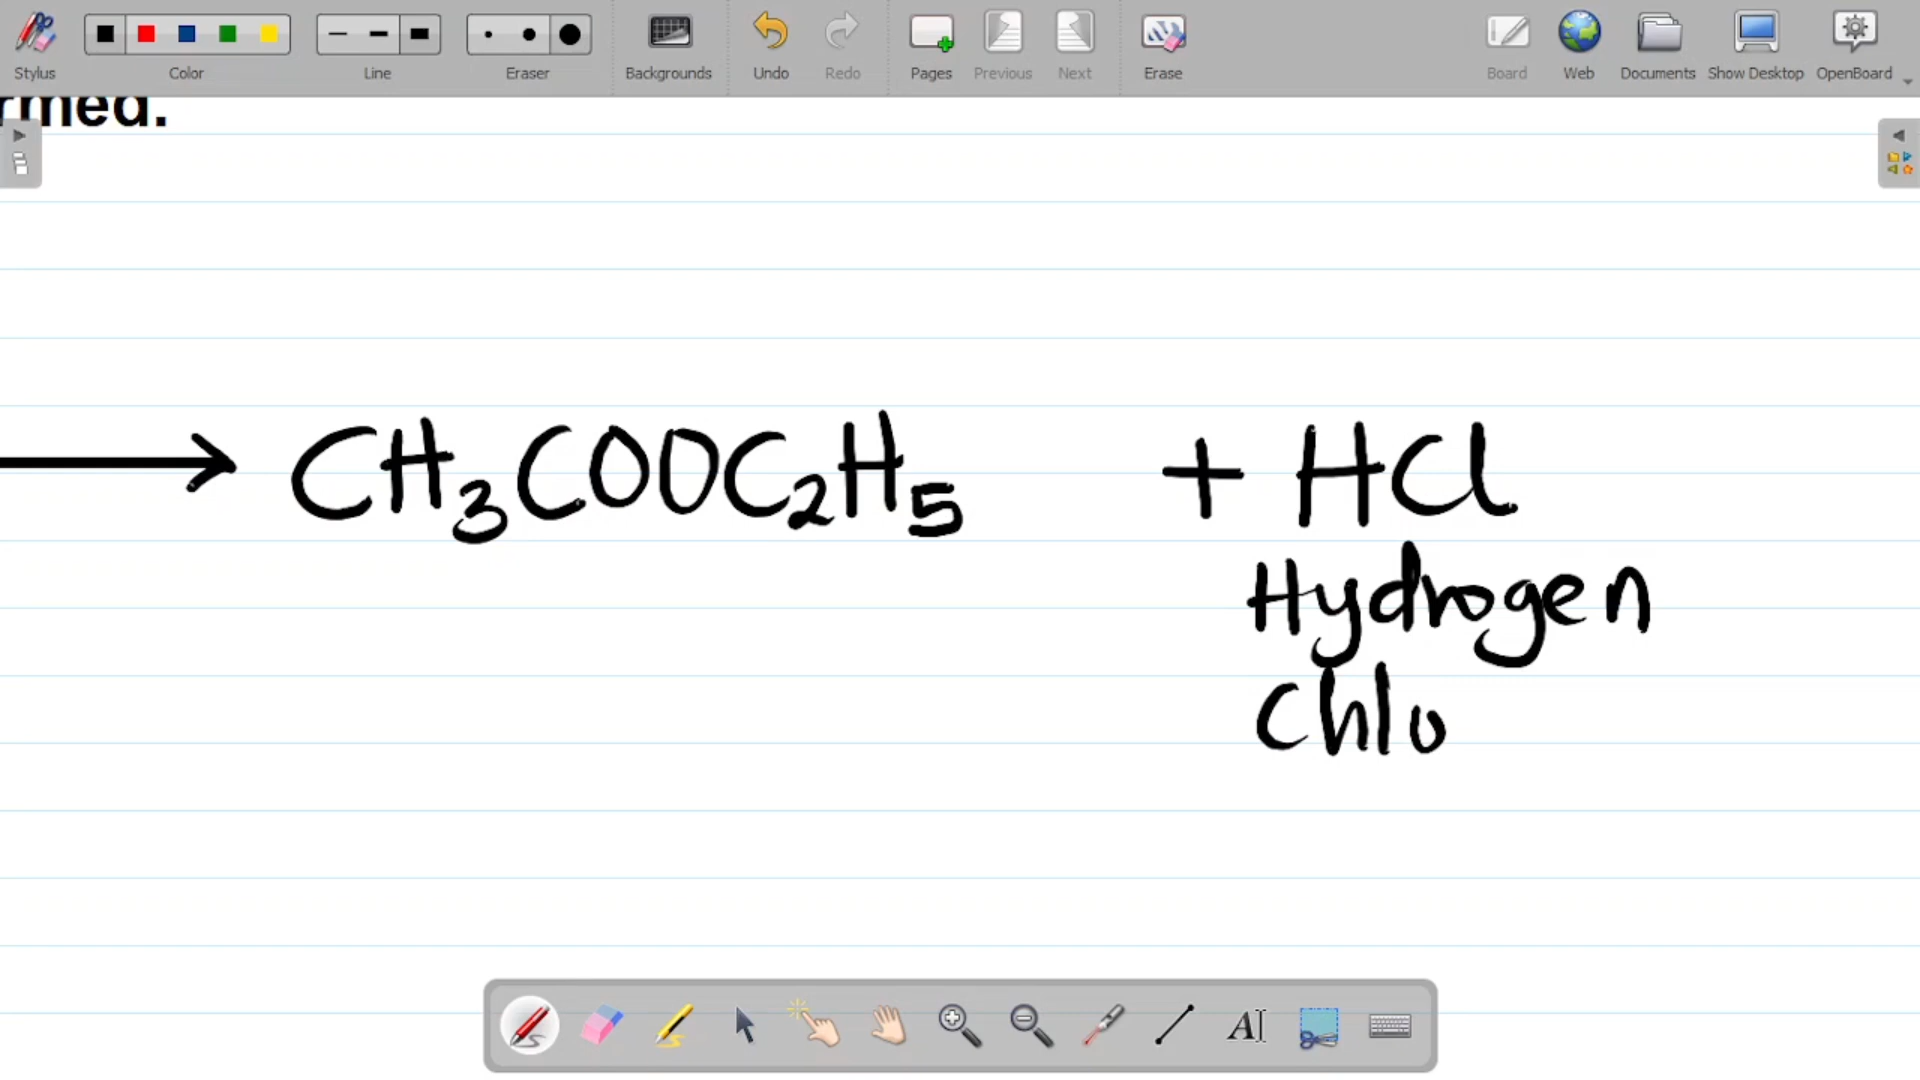 Stylus Color Line Eraser Backgrounds Undo Redo Pages Previous Next Erase Board Web Documents Show Desktop OpenBoard
rmed.
→ CH₃COOC₂H₅ + HCl
Hydrogen
Chlo